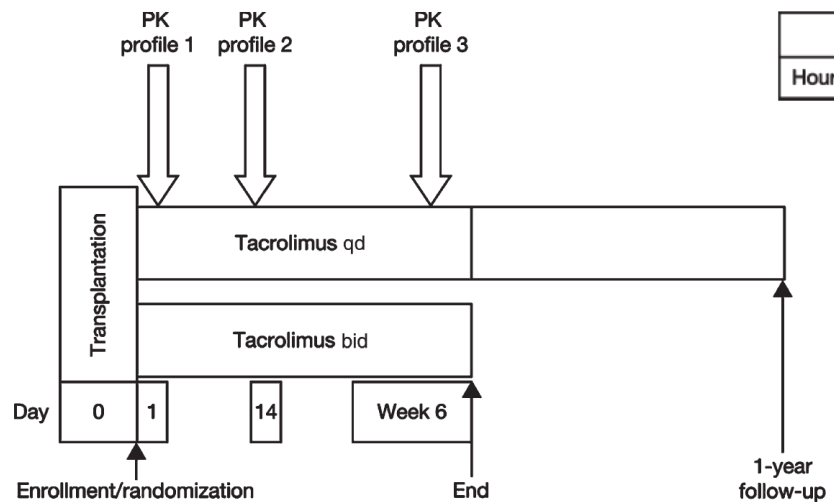 PK
profile 1
PK
profile 2
PK
profile 3
Hour
Transplantation
Tacrolimus qd
Tacrolimus bid
Day
0
1
14
Week 6
Enrollment/randomization
End
1-year
follow-up